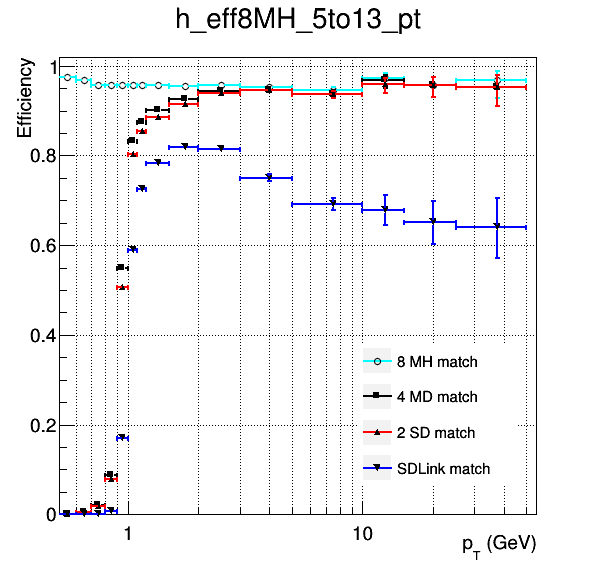 h_eff8MH_5to13_pt
Efficiency
1
0.8
0.6
0.4
0.2
0
8 MH match
4 MD match
2 SD match
SDLink match
1
10
p_T (GeV)